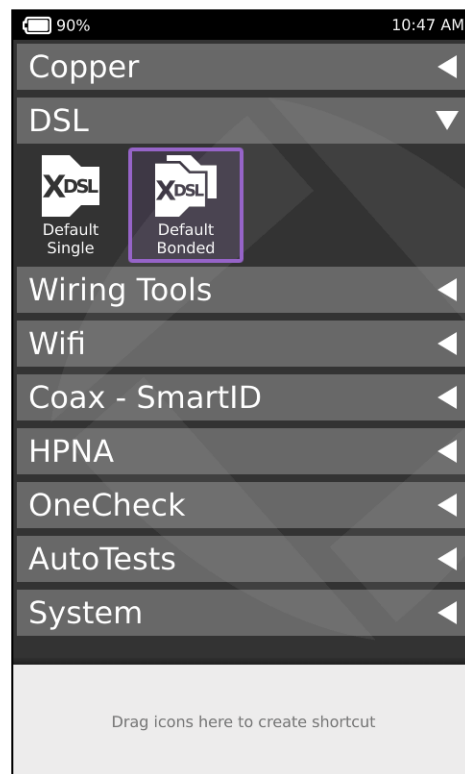 90%
10:47 AM
Copper
DSL
XDSL
XDSL
Default
Single
Default
Bonded
Wiring Tools
Wifi
Coax - SmartID
HPNA
OneCheck
AutoTests
System
Drag icons here to create shortcut